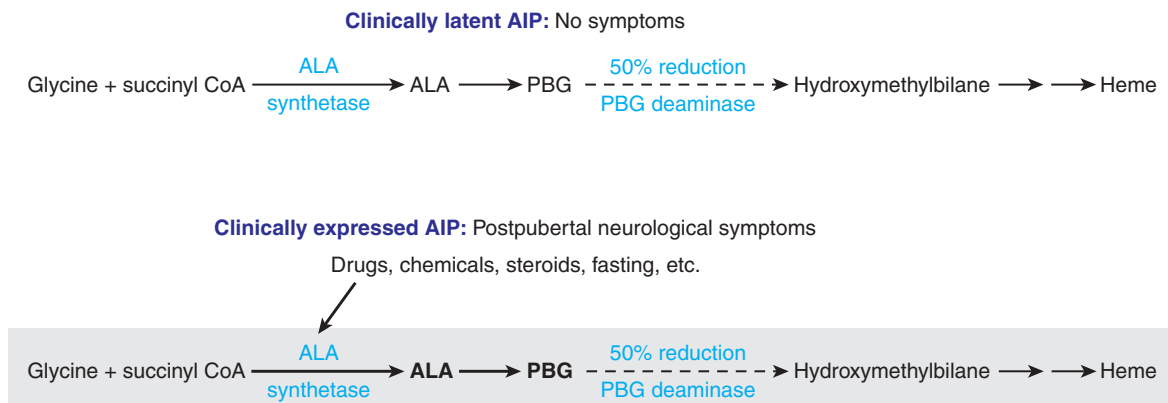 Clinically latent AIP: No symptoms
ALA
Glycine + succinyl CoA
synthetase
ALA
PBG
50% reduction
PBG deaminase
Hydroxymethylbilane
Heme
Clinically expressed AIP: Postpubertal neurological symptoms
Drugs, chemicals, steroids, fasting, etc.
ALA
Glycine + succinyl CoA
synthetase
ALA
PBG
50% reduction
PBG deaminase
Hydroxymethylbilane
Heme